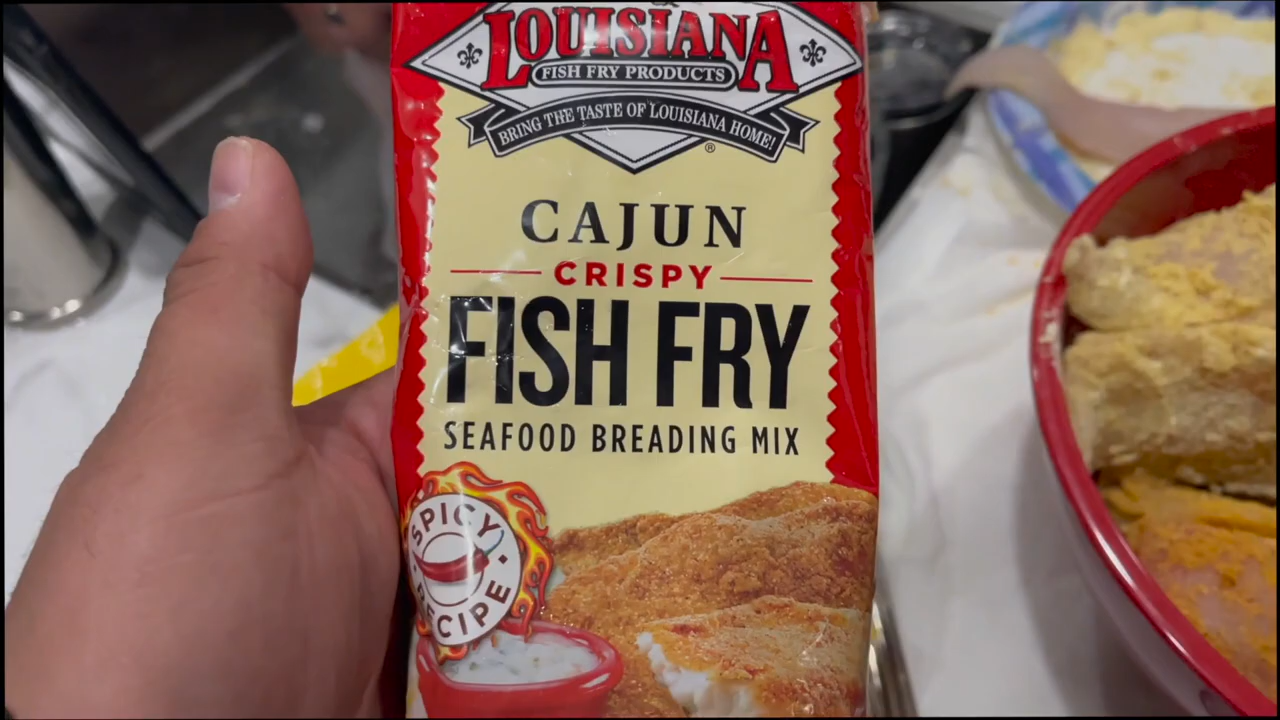 LOUISIANA
FISH FRY PRODUCTS
BRING THE TASTE OF LOUISIANA HOME!
®
CAJUN
CRISPY
FISH FRY
SEAFOOD BREADING MIX
SPICY
RECIPE